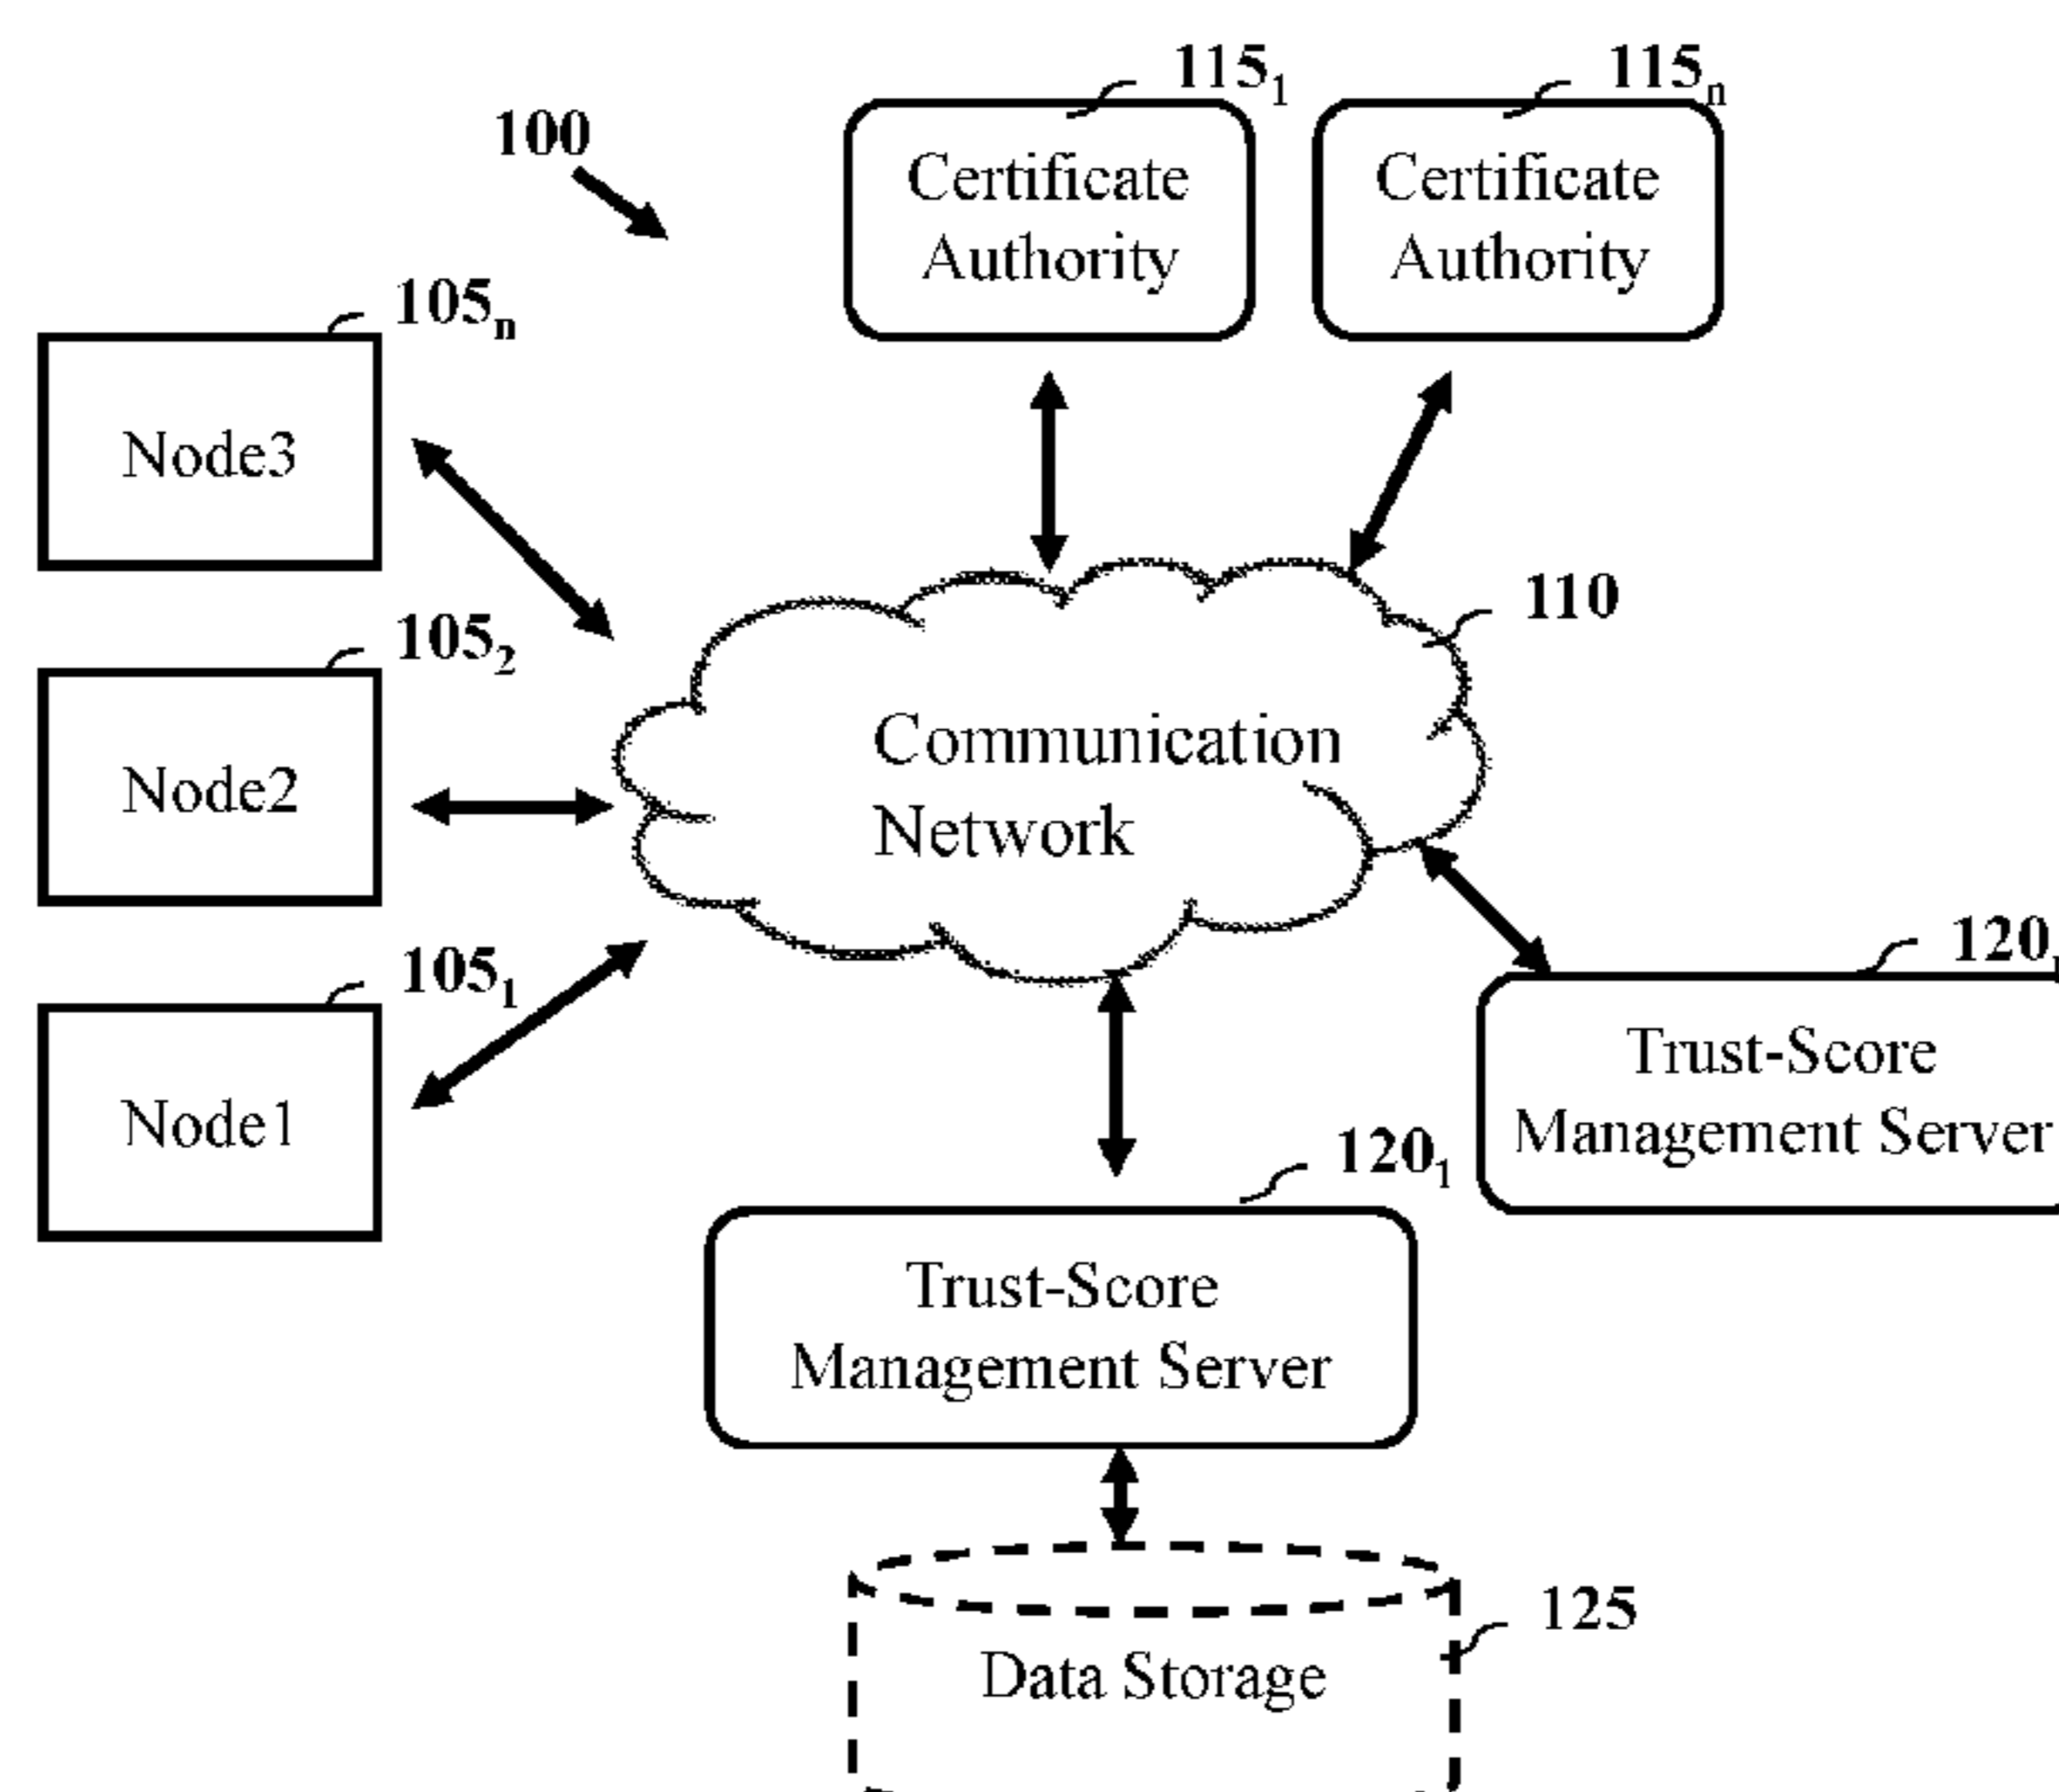 115₁
115ₙ
100
Certificate
Authority
Certificate
Authority
105ₙ
Node3
110
105₂
Node2
Communication
Network
105₁
Node1
120
Trust-Score
Management Server
120₁
Trust-Score
Management Server
125
Data Storage